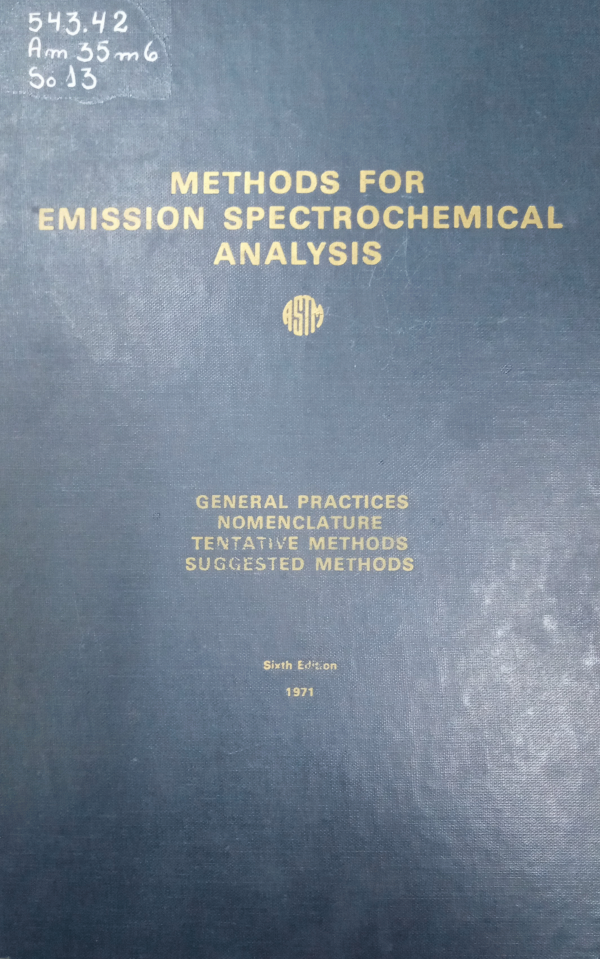 543.42
Am 35 m6
So 13
METHODS FOR
EMISSION SPECTROCHEMICAL
ANALYSIS
ASTM
GENERAL PRACTICES
NOMENCLATURE
TENTATIVE METHODS
SUGGESTED METHODS
Sixth Edition
1971